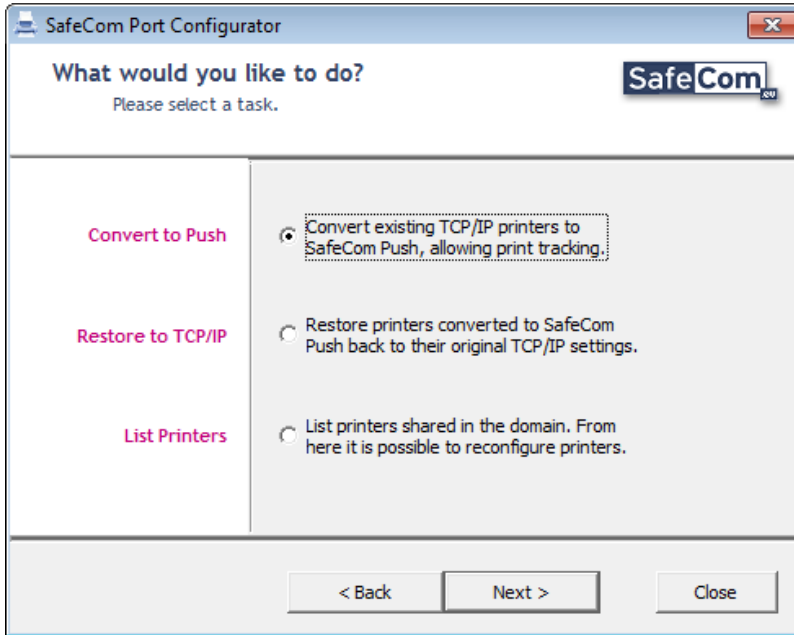 SafeCom Port Configurator
What would you like to do?
Please select a task.
SafeCom
.eu
Convert to Push
Convert existing TCP/IP printers to
SafeCom Push, allowing print tracking.
Restore to TCP/IP
Restore printers converted to SafeCom
Push back to their original TCP/IP settings.
List Printers
List printers shared in the domain. From
here it is possible to reconfigure printers.
< Back
Next >
Close